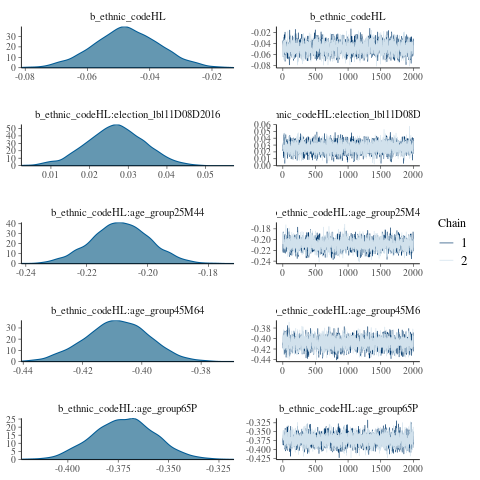 b_ethnic_codeHL
30
20
10
0
-0.08 -0.06 -0.04 -0.02
b_ethnic_codeHL
-0.02
-0.04
-0.06
-0.08
0 500 1000 1500 2000
b_ethnic_codeHL:election_lbl11D08D2016
50
40
30
20
10
0
0.01 0.02 0.03 0.04 0.05
nic_codeHL:election_lbl11D08D
0.06
0.05
0.04
0.03
0.02
0.01
0.00
0 500 1000 1500 2000
b_ethnic_codeHL:age_group25M44
40
30
20
10
0
-0.24 -0.22 -0.20 -0.18
b_ethnic_codeHL:age_group25M4
-0.18
-0.20
-0.22
-0.24
0 500 1000 1500 2000
Chain
1
2
b_ethnic_codeHL:age_group45M64
30
20
10
0
-0.44 -0.42 -0.40 -0.38
b_ethnic_codeHL:age_group45M6
-0.38
-0.40
-0.42
-0.44
0 500 1000 1500 2000
b_ethnic_codeHL:age_group65P
25
20
15
10
5
0
-0.400 -0.375 -0.350 -0.325
b_ethnic_codeHL:age_group65P
-0.325
-0.350
-0.375
-0.400
-0.425
0 500 1000 1500 2000